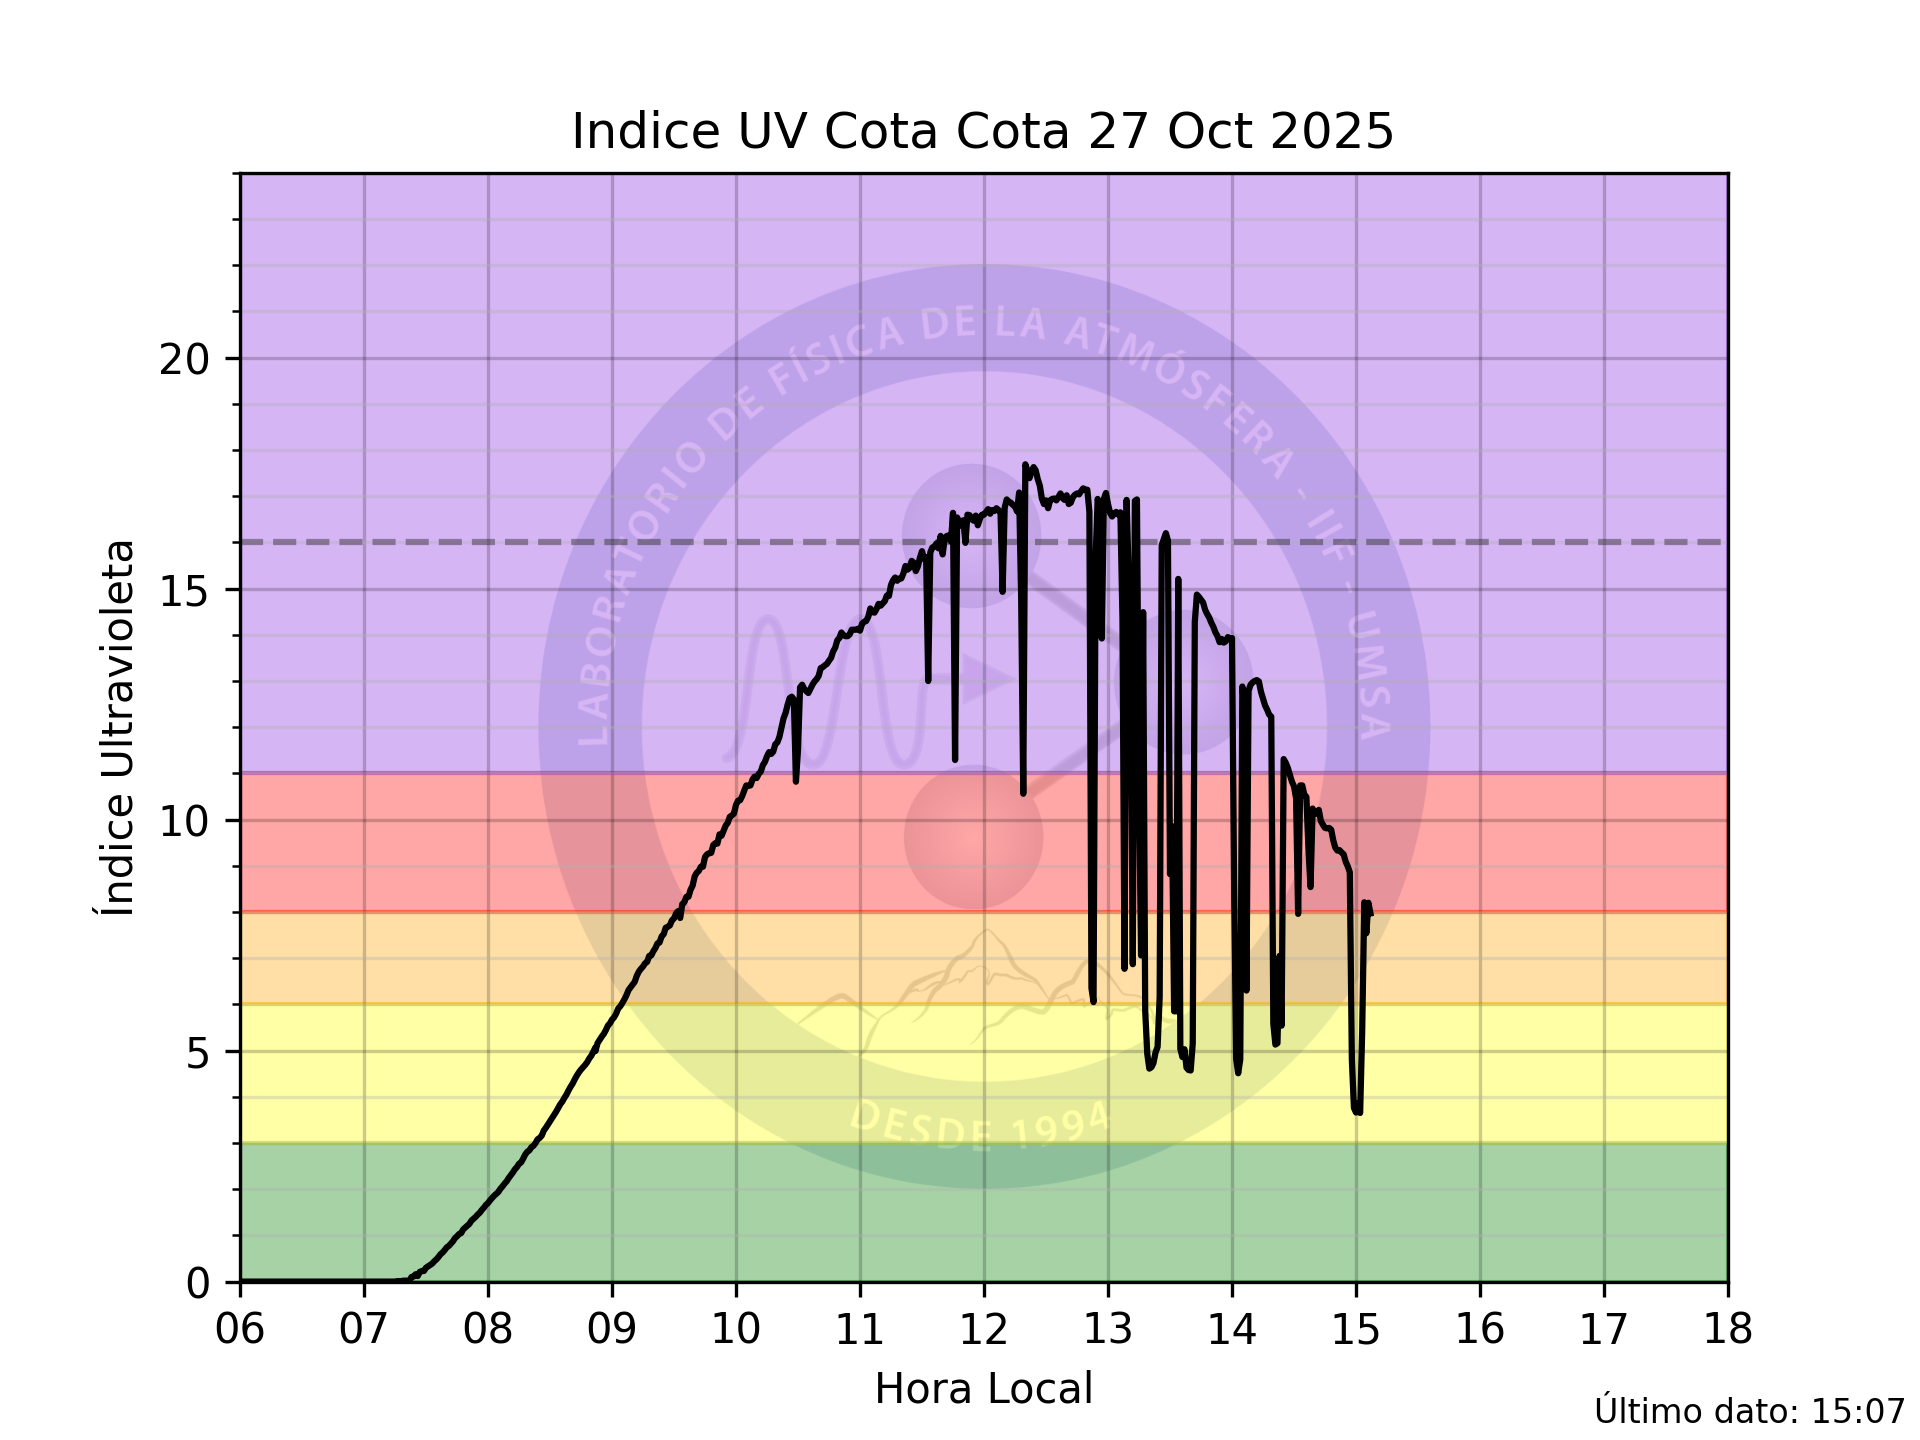 Indice UV Cota Cota 27 Oct 2025
LABORATORIO DE FÍSICA DE LA ATMÓSFERA - IIF - UMSA
DESDE 1994
Índice Ultravioleta
20
15
10
5
0
06 07 08 09 10 11 12 13 14 15 16 17 18
Hora Local
Último dato: 15:07